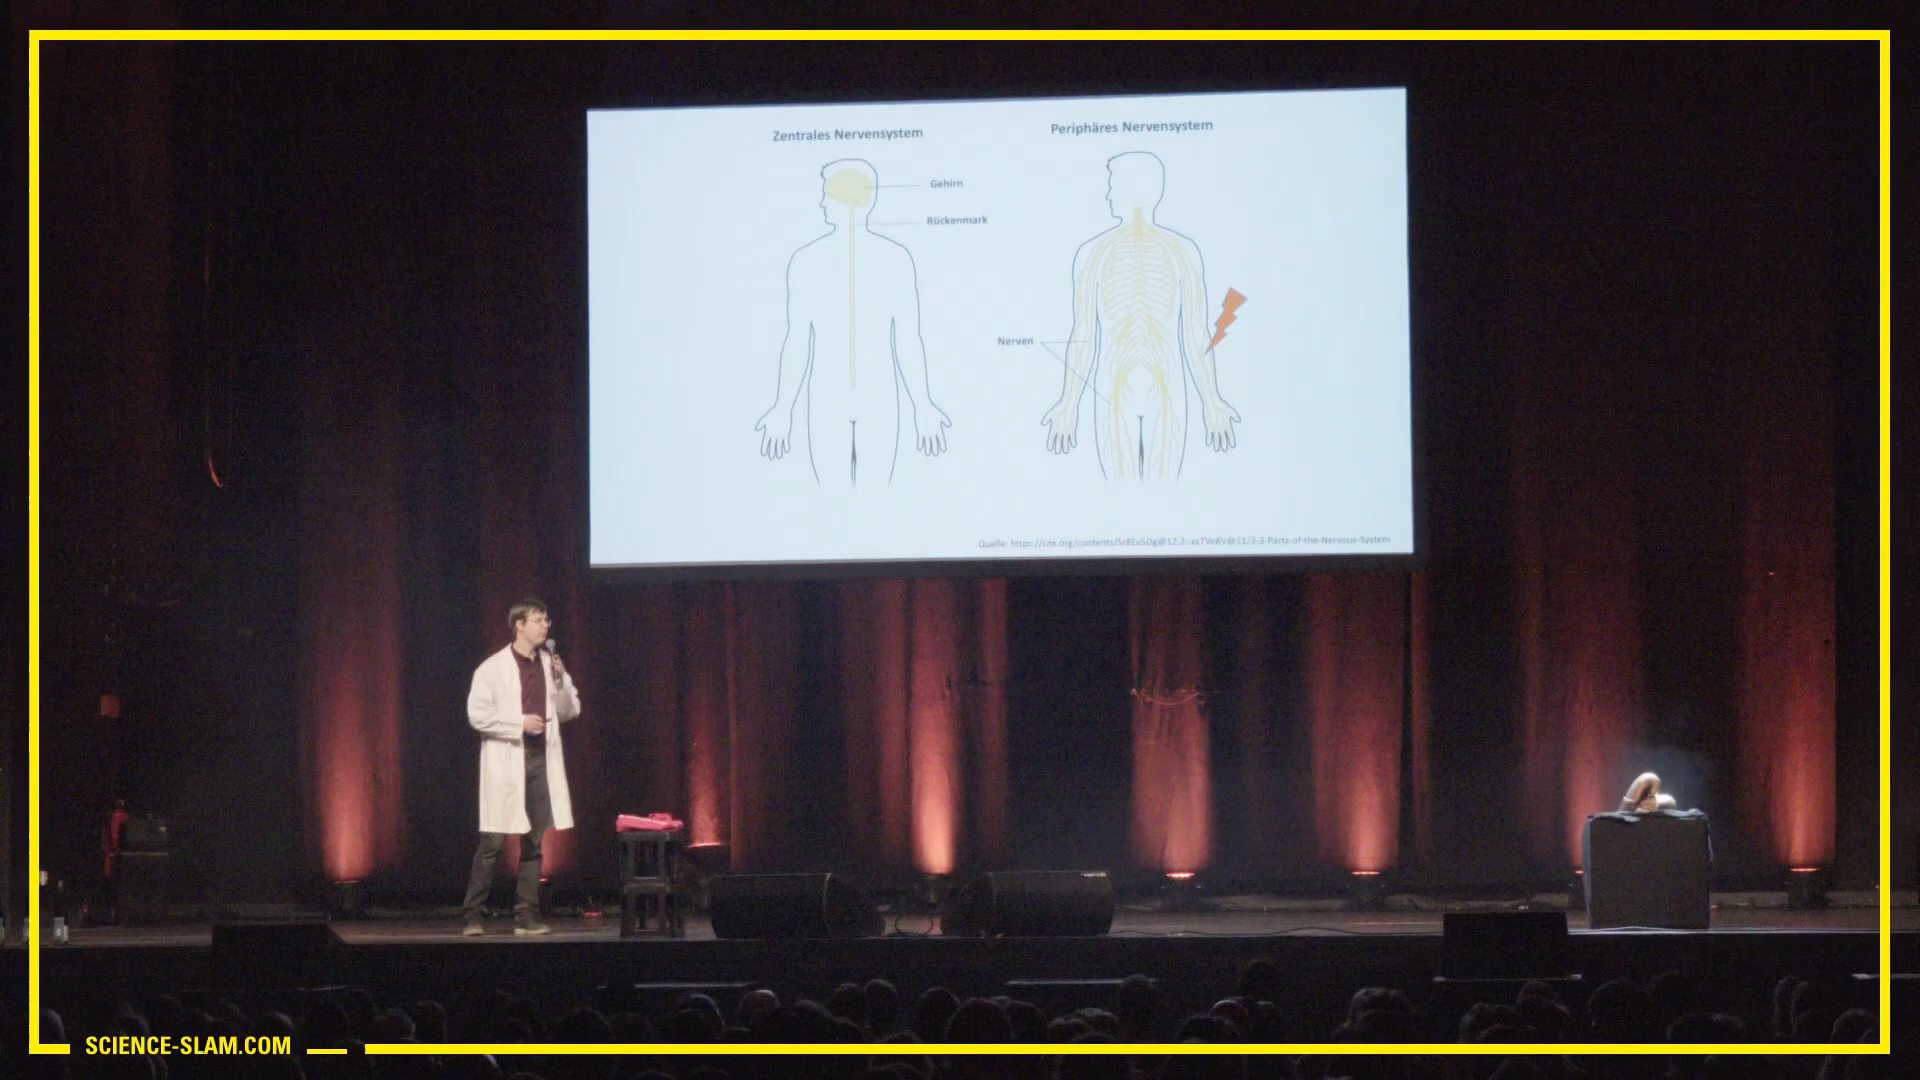 Zentrales Nervensystem
Periphäres Nervensystem
Gehirn
Rückenmark
Nerven
SCIENCE-SLAM.COM